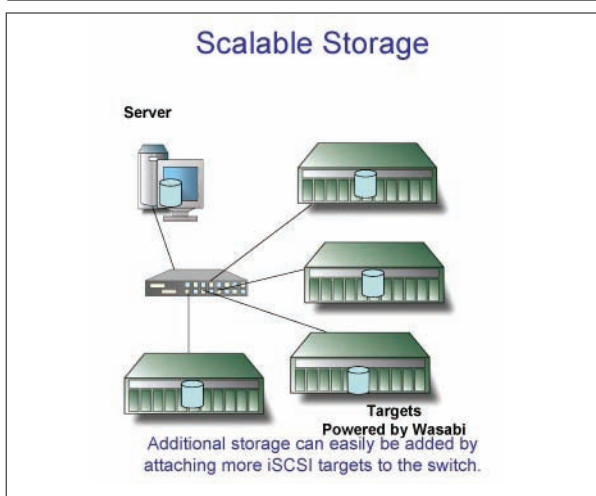 Scalable Storage
Server
Targets
Powered by Wasabi
Additional storage can easily be added by
attaching more iSCSI targets to the switch.